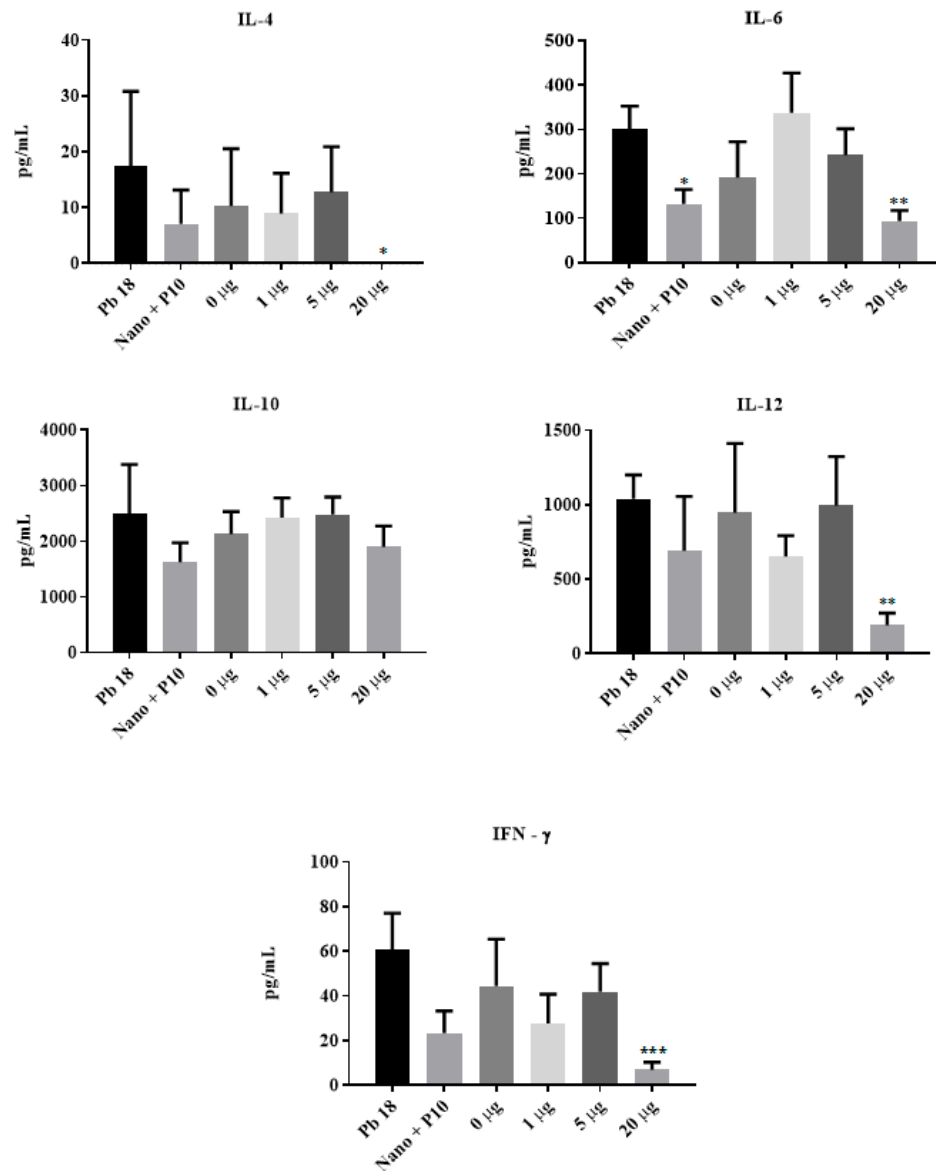 IL-4
40
30
20
10
0
pg/mL
*
Pb 18
Nano + P10
0 µg
1 µg
5 µg
20 µg
IL-6
500
400
300
200
100
0
pg/mL
*
**
Pb 18
Nano + P10
0 µg
1 µg
5 µg
20 µg
IL-10
4000
3000
2000
1000
0
pg/mL
Pb 18
Nano + P10
0 µg
1 µg
5 µg
20 µg
IL-12
1500
1000
500
0
pg/mL
**
Pb 18
Nano + P10
0 µg
1 µg
5 µg
20 µg
IFN - γ
100
80
60
40
20
0
pg/mL
***
Pb 18
Nano + P10
0 µg
1 µg
5 µg
20 µg